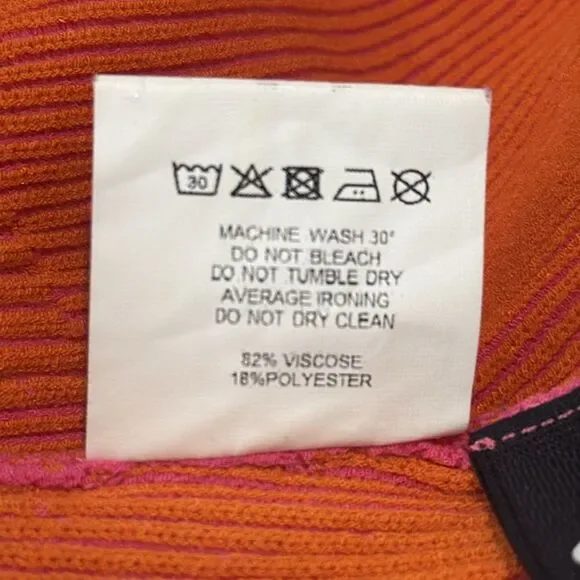 30
MACHINE WASH 30°
DO NOT BLEACH
DO NOT TUMBLE DRY
AVERAGE IRONING
DO NOT DRY CLEAN
82% VISCOSE
18%POLYESTER